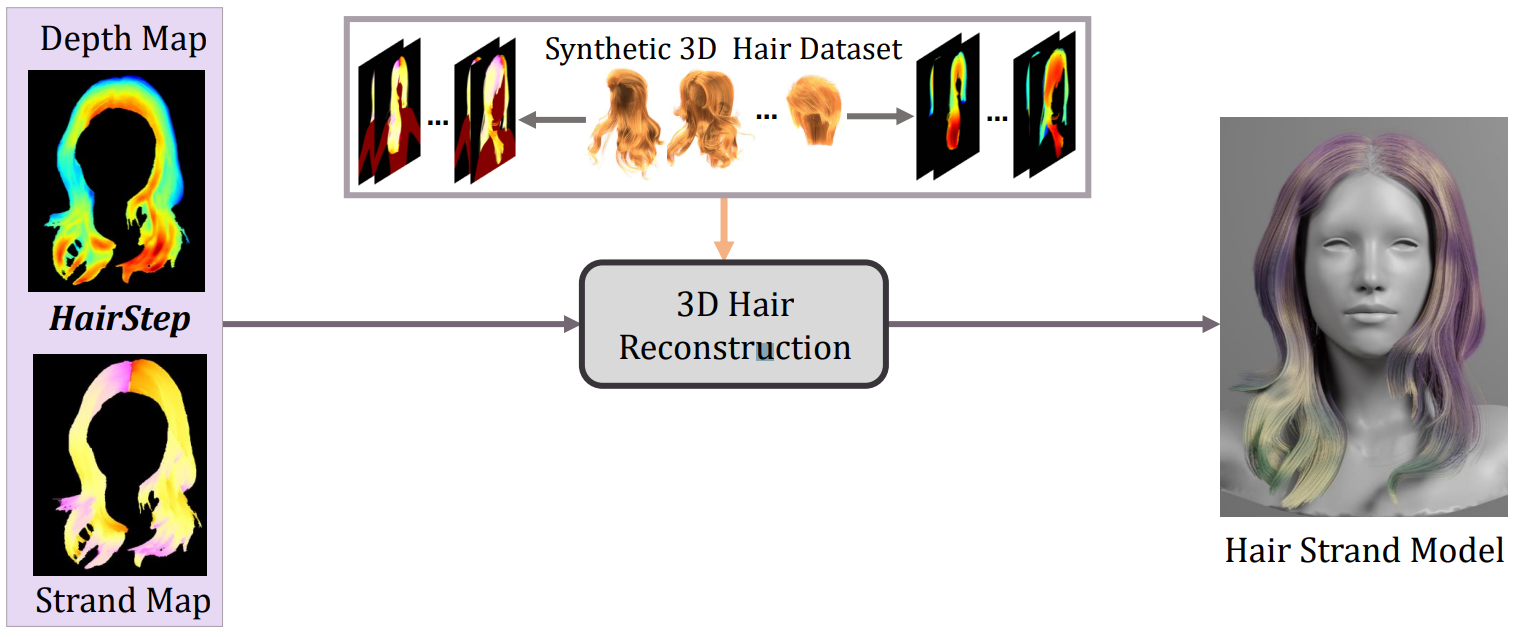 Depth Map
HairStep
Strand Map
Synthetic 3D Hair Dataset
...
...
...
3D Hair
Reconstruction
Hair Strand Model